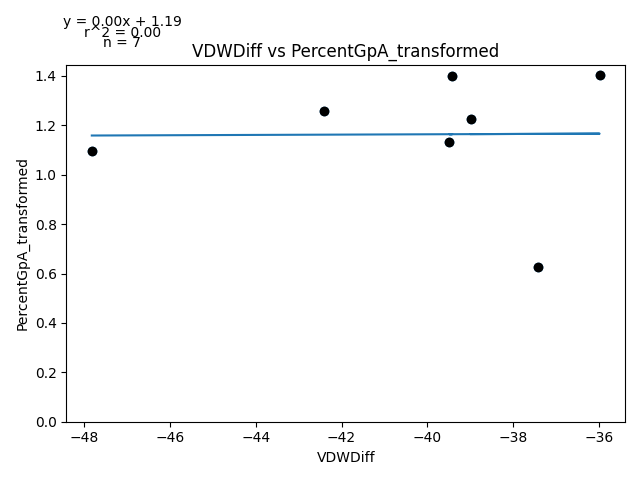 y = 0.00x + 1.19
r^2 = 0.00
n = 7
VDWDiff vs PercentGpA_transformed
PercentGpA_transformed
1.4
1.2
1.0
0.8
0.6
0.4
0.2
0.0
−48 −46 −44 −42 −40 −38 −36
VDWDiff